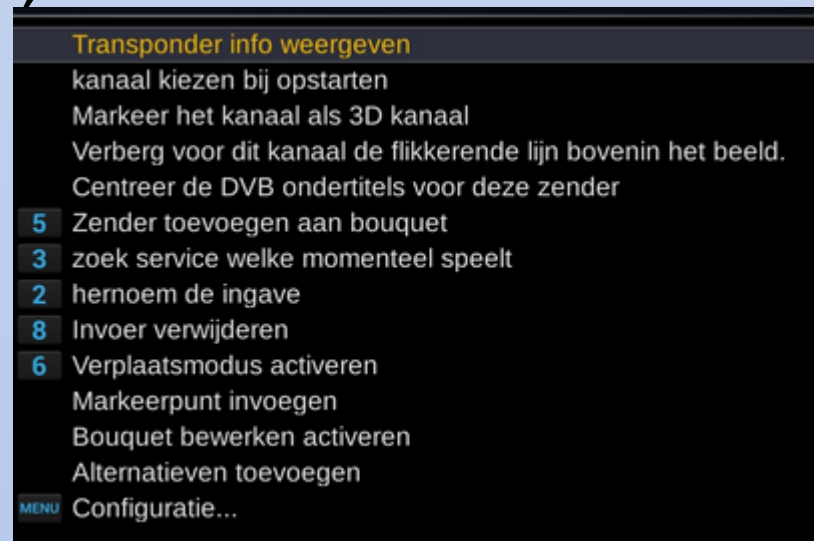 Transponder info weergeven
kanaal kiezen bij opstarten
Markeer het kanaal als 3D kanaal
Verberg voor dit kanaal de flikkerende lijn bovenin het beeld.
Centreer de DVB ondertitels voor deze zender
5 Zender toevoegen aan bouquet
3 zoek service welke momenteel speelt
2 hernoem de ingave
8 Invoer verwijderen
6 Verplaatsmodus activeren
Markeerpunt invoegen
Bouquet bewerken activeren
Alternatieven toevoegen
MENU Configuratie...